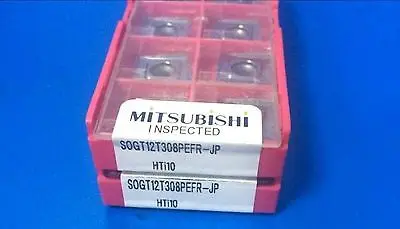 MITSUBISHI
INSPECTED
SOGT12T308PEFR-JP
HTi10
SOGT12T308PEFR-JP
HTi10